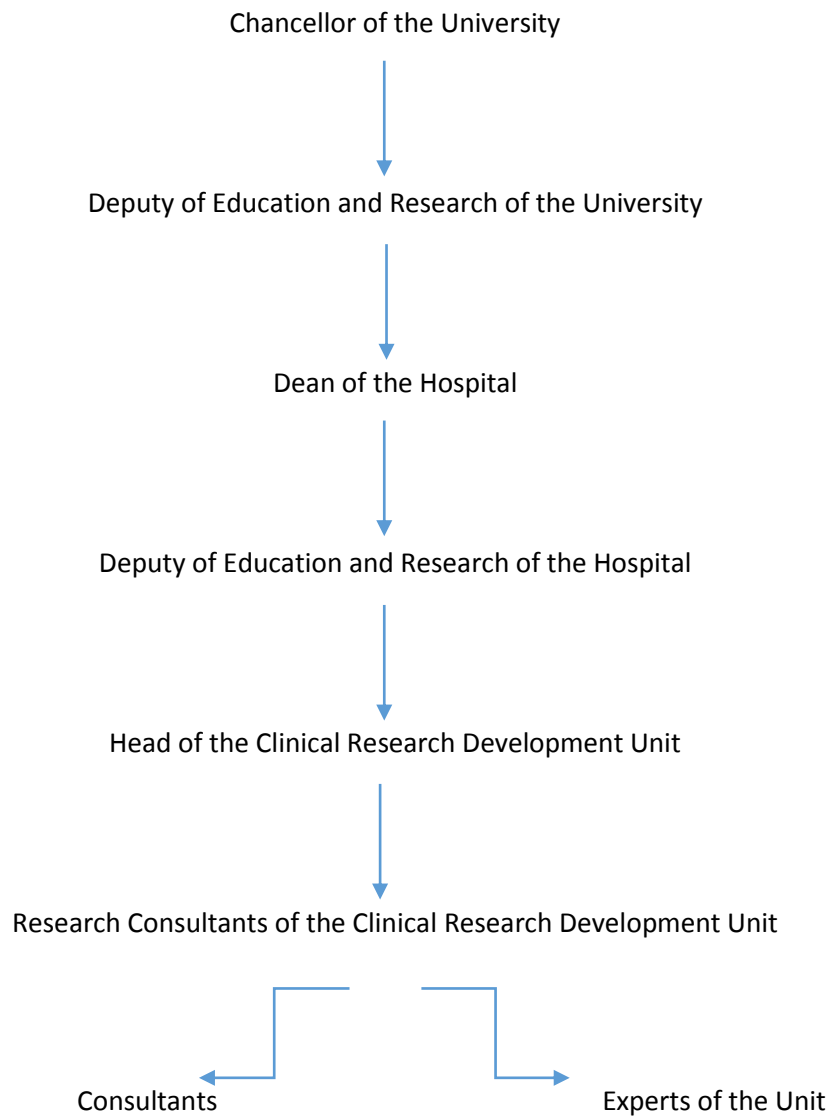 Chancellor of the University
Deputy of Education and Research of the University
Dean of the Hospital
Deputy of Education and Research of the Hospital
Head of the Clinical Research Development Unit
Research Consultants of the Clinical Research Development Unit
Consultants
Experts of the Unit